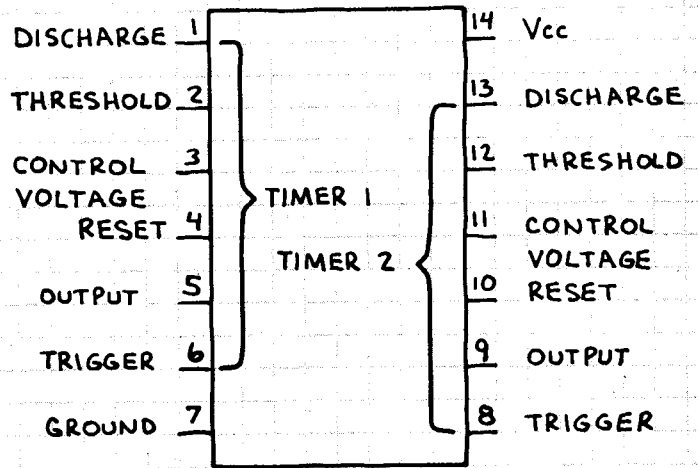 DISCHARGE 1
THRESHOLD 2
CONTROL 3
VOLTAGE
RESET 4
OUTPUT 5
TRIGGER 6
GROUND 7
TIMER 1
TIMER 2
14 Vcc
13 DISCHARGE
12 THRESHOLD
11 CONTROL
VOLTAGE
10 RESET
9 OUTPUT
8 TRIGGER